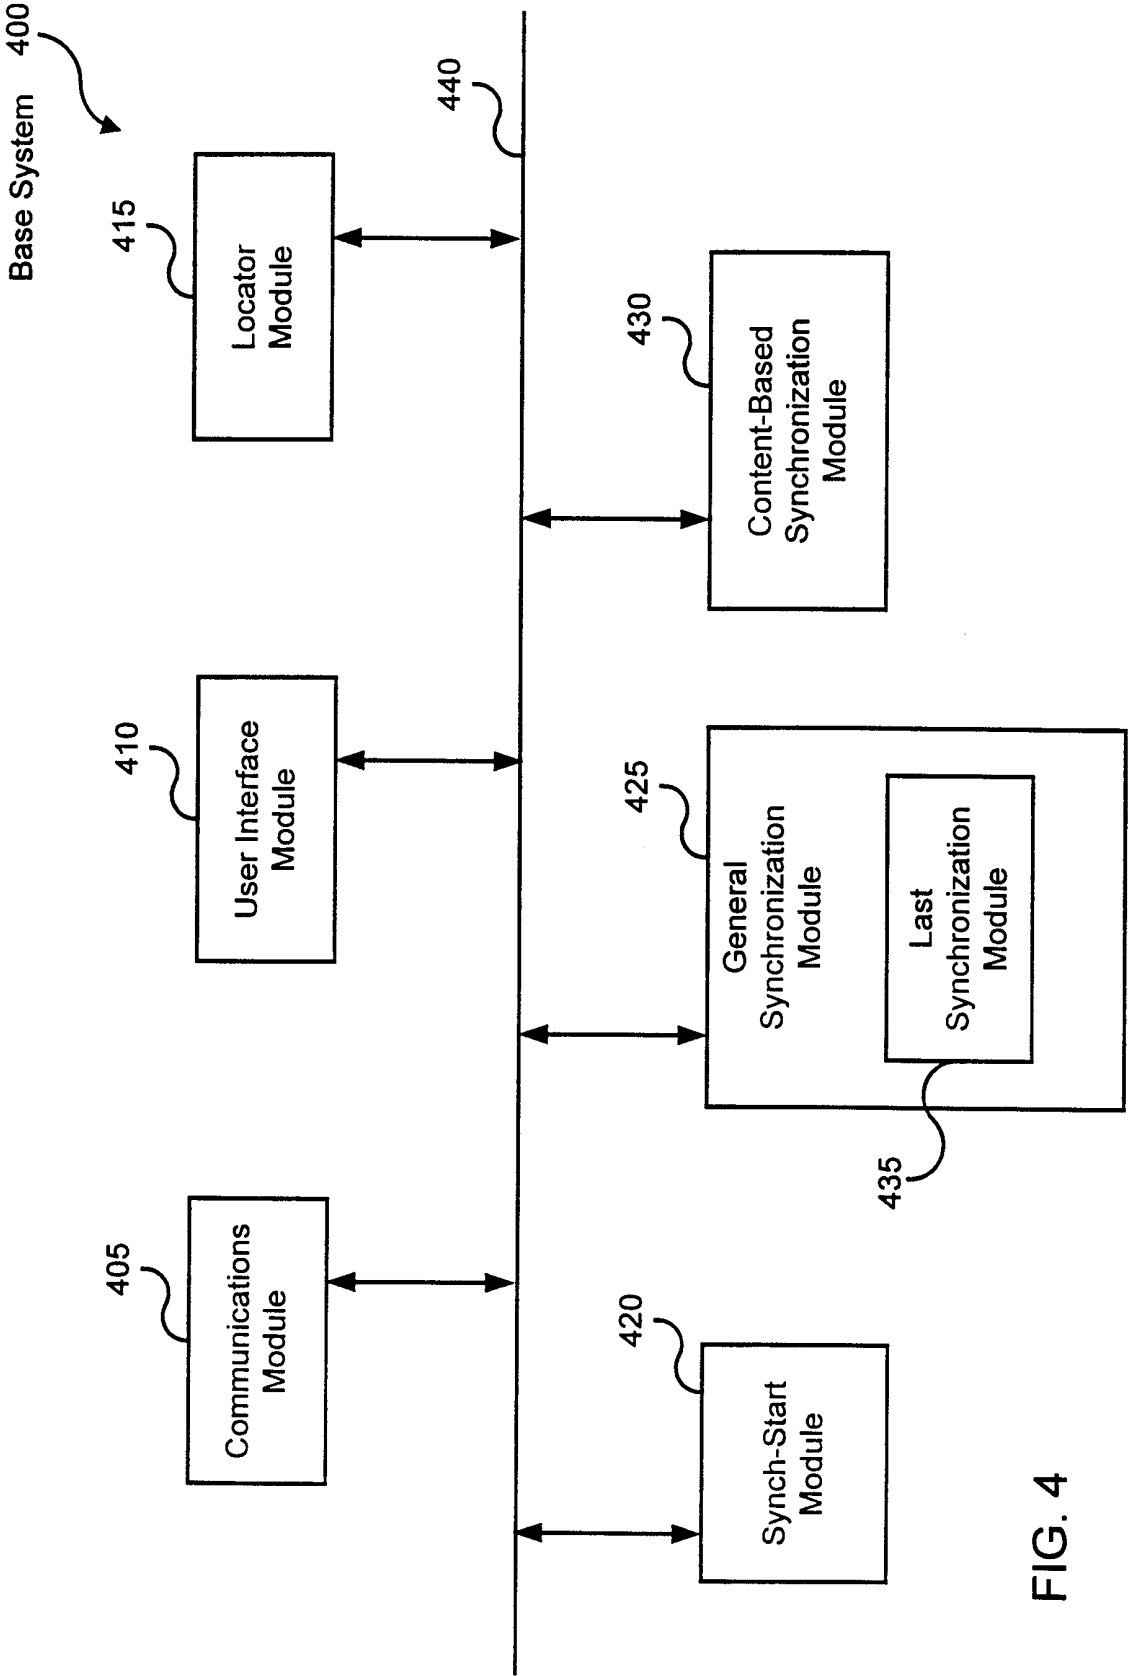 Base System 400
405
Communications
Module
410
User Interface
Module
415
Locator
Module
440
420
Synch-Start
Module
425
General
Synchronization
Module
Last
Synchronization
Module
435
430
Content-Based
Synchronization
Module
FIG. 4